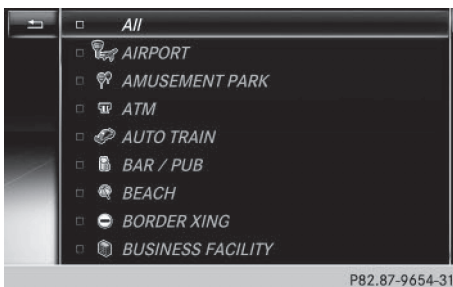 All
AIRPORT
AMUSEMENT PARK
ATM
AUTO TRAIN
BAR / PUB
BEACH
BORDER XING
BUSINESS FACILITY
P82.87-9654-31